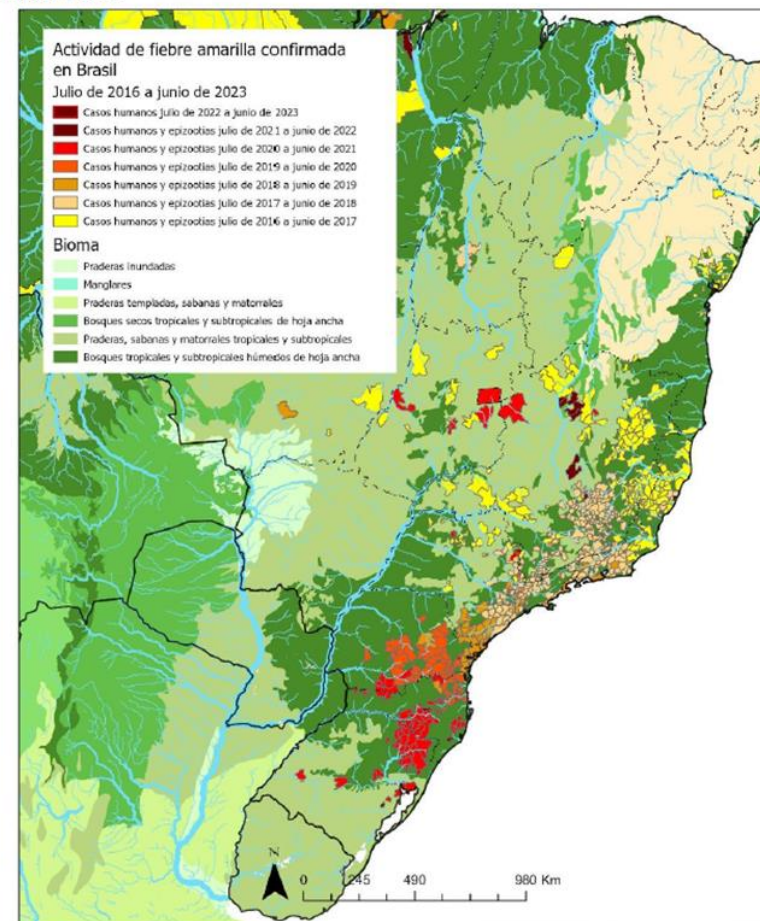 Actividad de fiebre amarilla confirmada
en Brasil
Julio de 2016 a junio de 2023
Casos humanos julio de 2022 a junio de 2023
Casos humanos y epizootias julio de 2021 a junio de 2022
Casos humanos y epizootias julio de 2020 a junio de 2021
Casos humanos y epizootias julio de 2019 a junio de 2020
Casos humanos y epizootias julio de 2018 a junio de 2019
Casos humanos y epizootias julio de 2017 a junio de 2018
Casos humanos y epizootias julio de 2016 a junio de 2017
Bioma
Praderas inundadas
Manglares
Praderas templadas, sabanas y matorrales
Bosques secos tropicales y subtropicales de hoja ancha
Praderas, sabanas y matorrales tropicales y subtropicales
Bosques tropicales y subtropicales húmedos de hoja ancha
N
0 245 490 980 Km